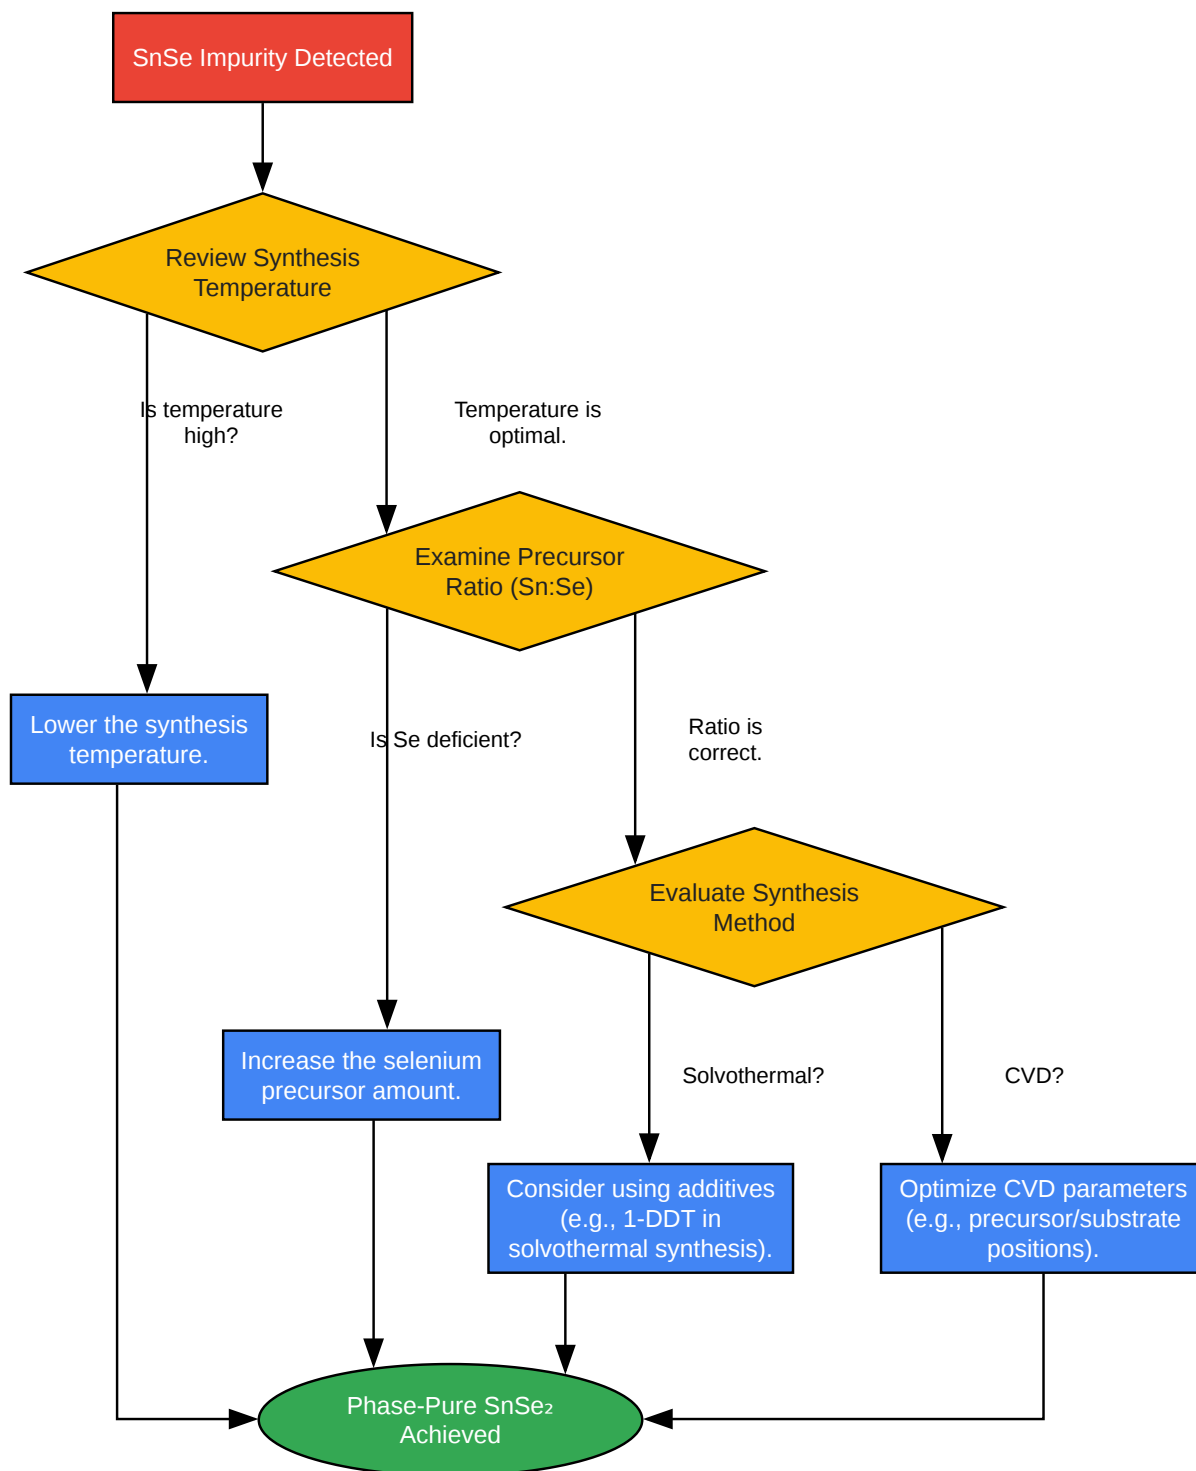 SnSe Impurity Detected
Review Synthesis
Temperature
Is temperature
high?
Temperature is
optimal.
Examine Precursor
Ratio (Sn:Se)
Lower the synthesis
temperature.
Is Se deficient?
Ratio is
correct.
Evaluate Synthesis
Method
Increase the selenium
precursor amount.
Solvothermal?
CVD?
Consider using additives
(e.g., 1-DDT in
solvothermal synthesis).
Optimize CVD parameters
(e.g., precursor/substrate
positions).
Phase-Pure SnSe₂
Achieved